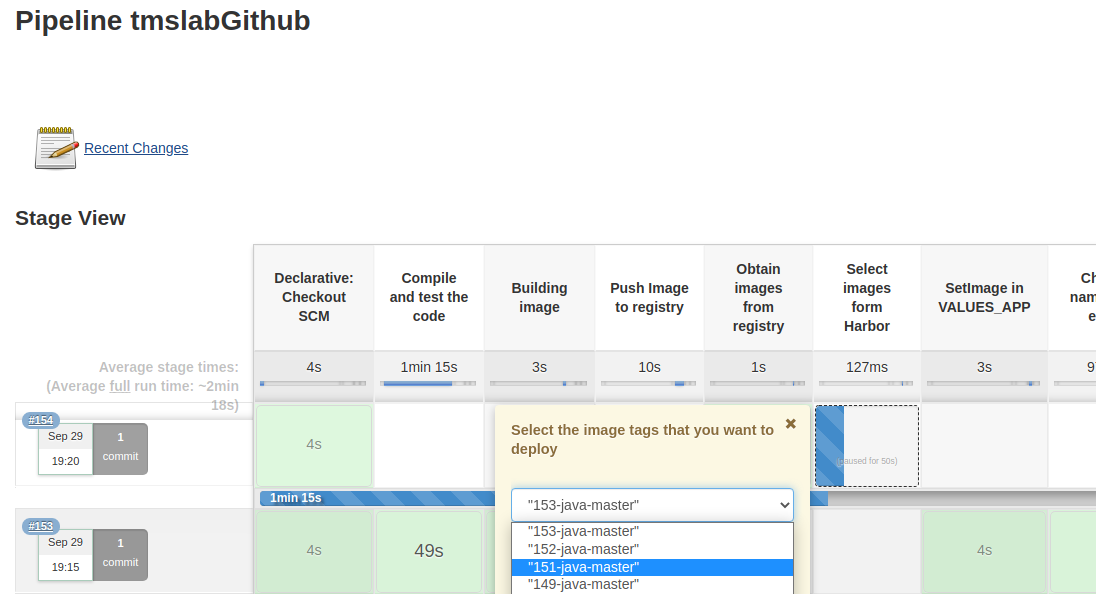 Pipeline tmslabGithub
Recent Changes
Stage View
Declarative:
Checkout
SCM
Compile
and test the
code
Building
image
Push Image
to registry
Obtain
images
from
registry
Select
images
form
Harbor
SetImage in
VALUES_APP
Average stage times:
(Average full run time: ~2min
18s)
4s
1min 15s
3s
10s
1s
127ms
3s
#154
Sep 29
19:20
1
commit
4s
Select the image tags that you want to
deploy
(paused for 50s)
1min 15s
"153-java-master"
"153-java-master"
"152-java-master"
"151-java-master"
"149-java-master"
#153
Sep 29
19:15
1
commit
4s
49s
4s